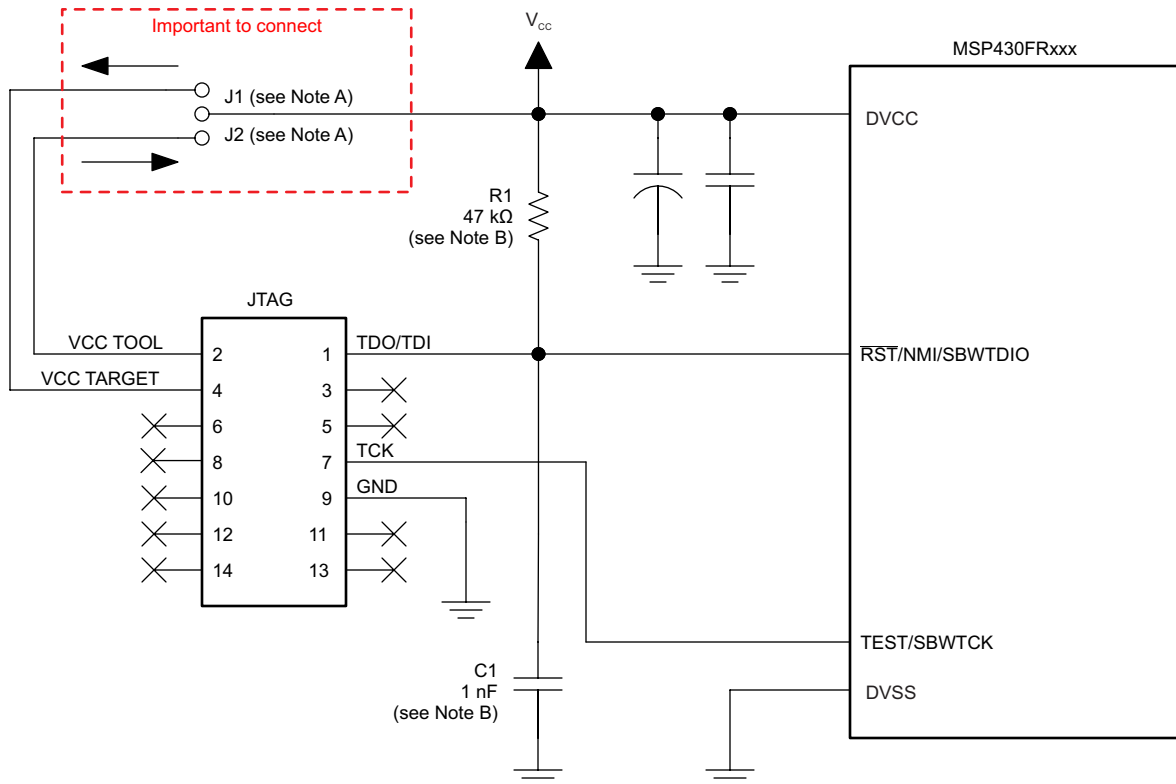 Important to connect
Vcc
MSP430FRxxx
J1 (see Note A)
DVCC
J2 (see Note A)
R1
47 kΩ
(see Note B)
JTAG
VCC TOOL
2
1
TDO/TDI
R̅S̅T̅/NMI/SBWTDIO
VCC TARGET
4
3
6
5
8
7
TCK
10
9
GND
12
11
14
13
TEST/SBWTCK
C1
1 nF
(see Note B)
DVSS